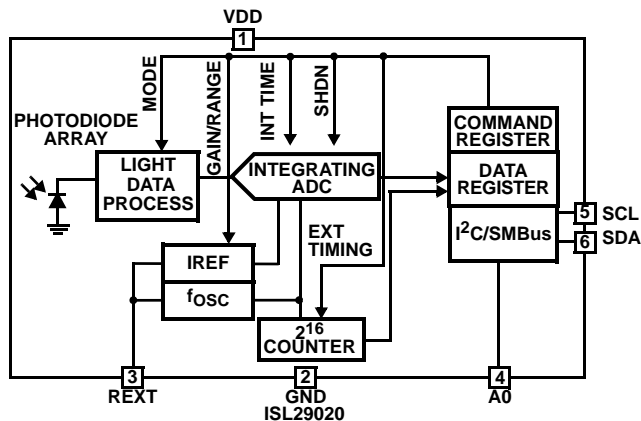 VDD
1
MODE
GAIN/RANGE
INT TIME
SHDN
PHOTODIODE
ARRAY
COMMAND
REGISTER
LIGHT
DATA
PROCESS
INTEGRATING
ADC
DATA
REGISTER
5 SCL
I²C/SMBus
6 SDA
EXT
TIMING
IREF
fOSC
2¹⁶
COUNTER
3
REXT
2
GND
4
A0
ISL29020